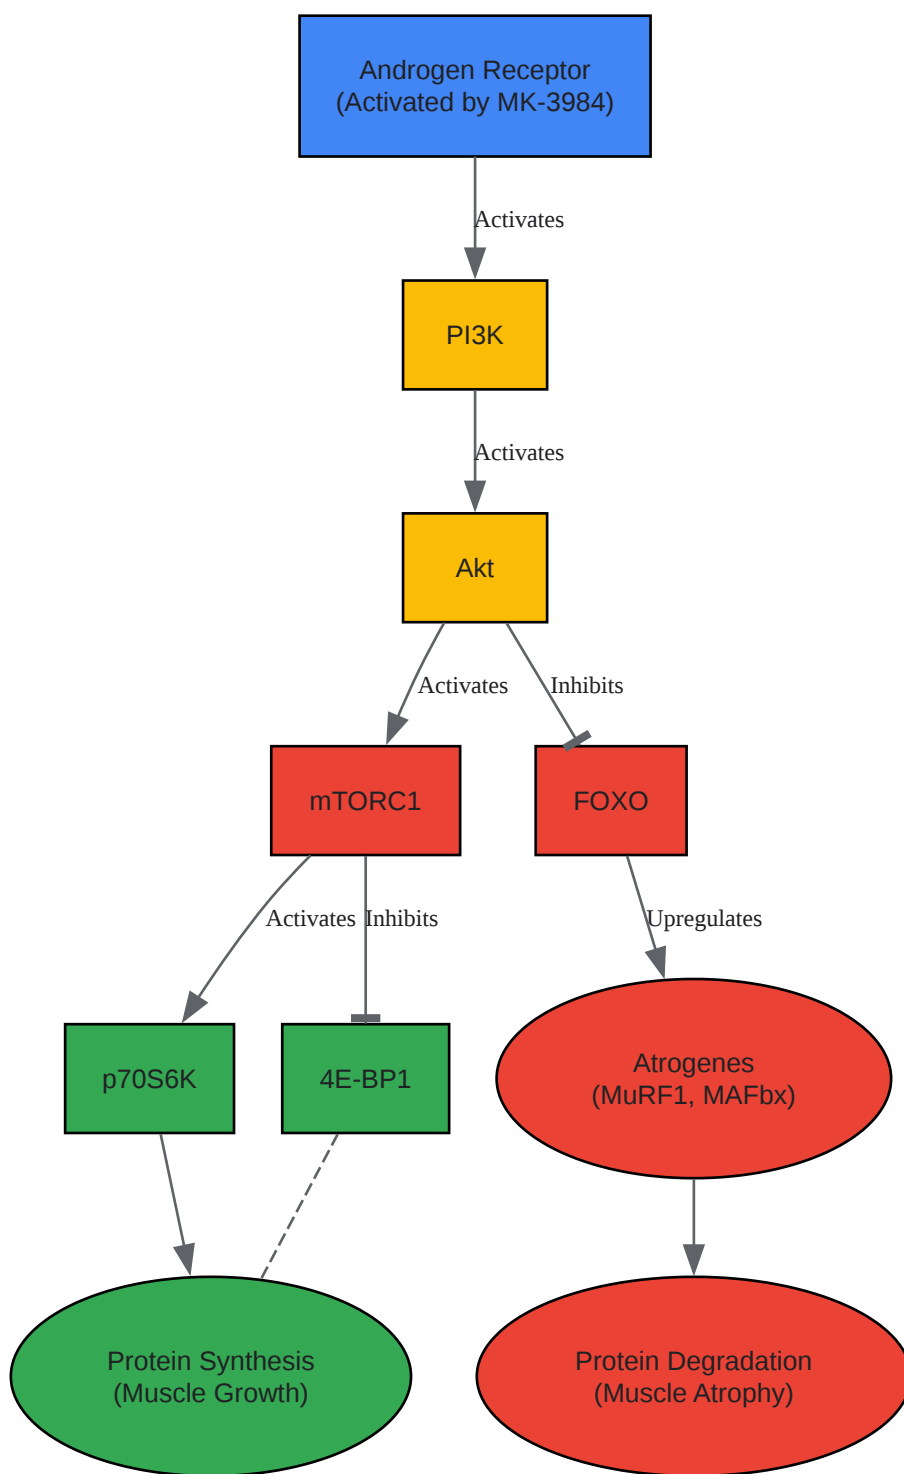 Androgen Receptor
(Activated by MK-3984)
Activates
PI3K
Activates
Akt
Activates
Inhibits
mTORC1
FOXO
Activates
Inhibits
Upregulates
p70S6K
4E-BP1
Atrogenes
(MuRF1, MAFbx)
Protein Synthesis
(Muscle Growth)
Protein Degradation
(Muscle Atrophy)